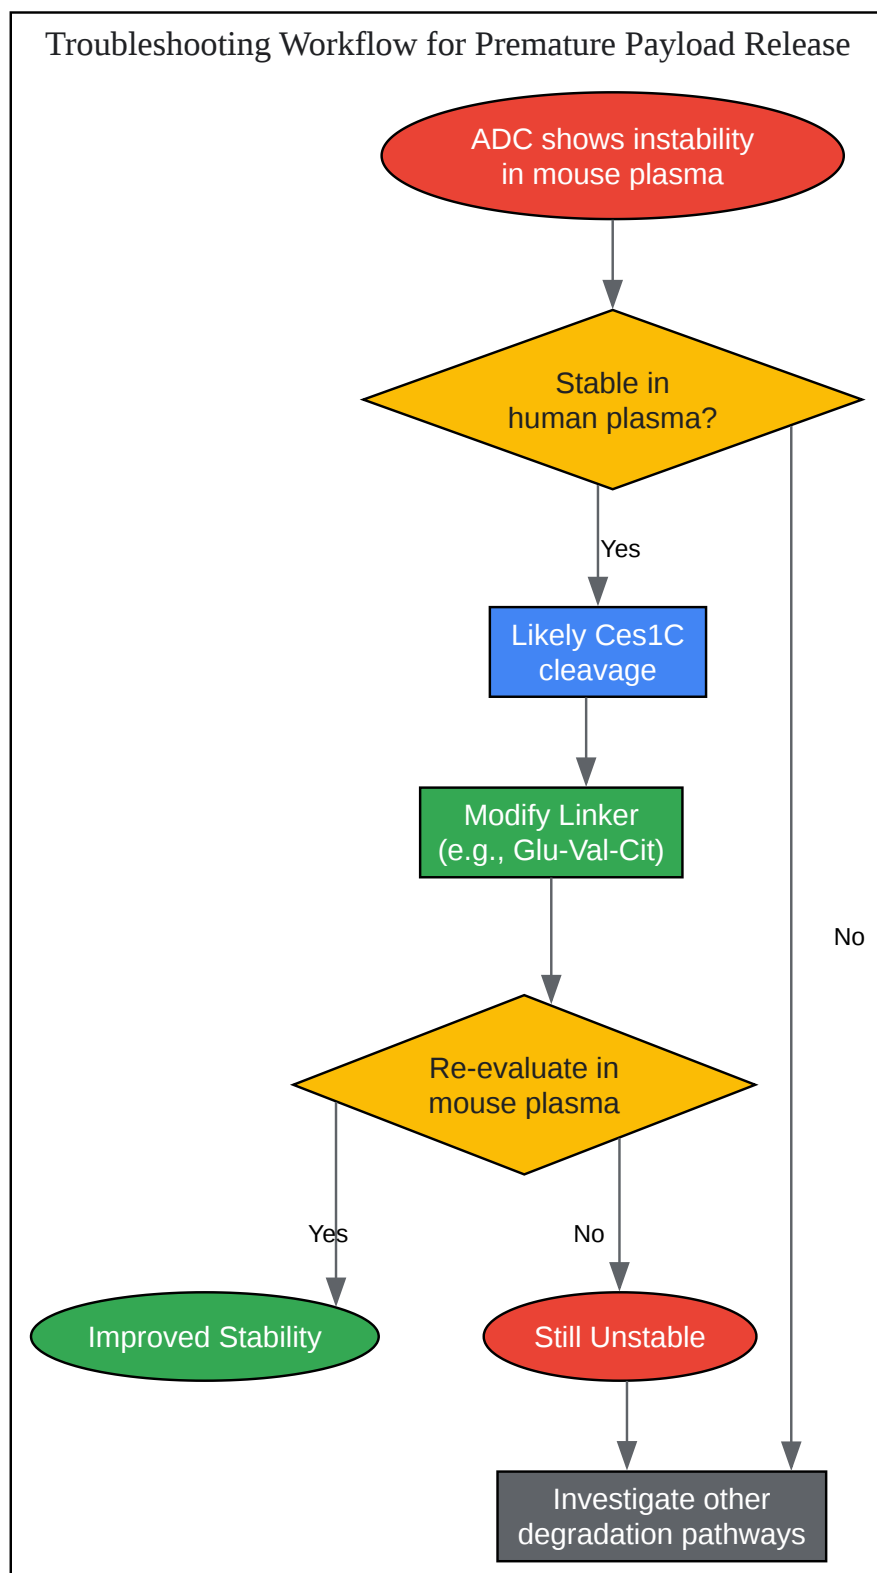 Troubleshooting Workflow for Premature Payload Release
ADC shows instability
in mouse plasma
Stable in
human plasma?
Yes
Likely Ces1C
cleavage
Modify Linker
(e.g., Glu-Val-Cit)
No
Re-evaluate in
mouse plasma
Yes
No
Improved Stability
Still Unstable
Investigate other
degradation pathways